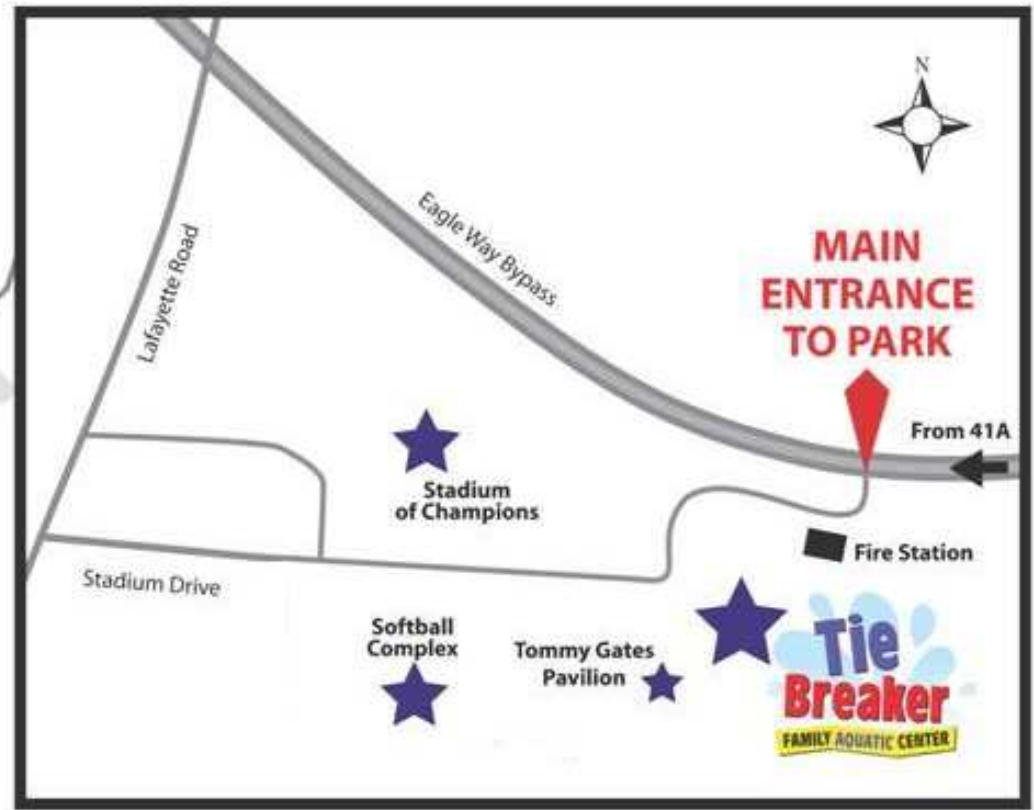 N
Eagle Way Bypass
Lafayette Road
MAIN
ENTRANCE
TO PARK
From 41A
Stadium
of Champions
Fire Station
Stadium Drive
Softball
Complex
Tommy Gates
Pavilion
Tie
Breaker
FAMILY AQUATIC CENTER